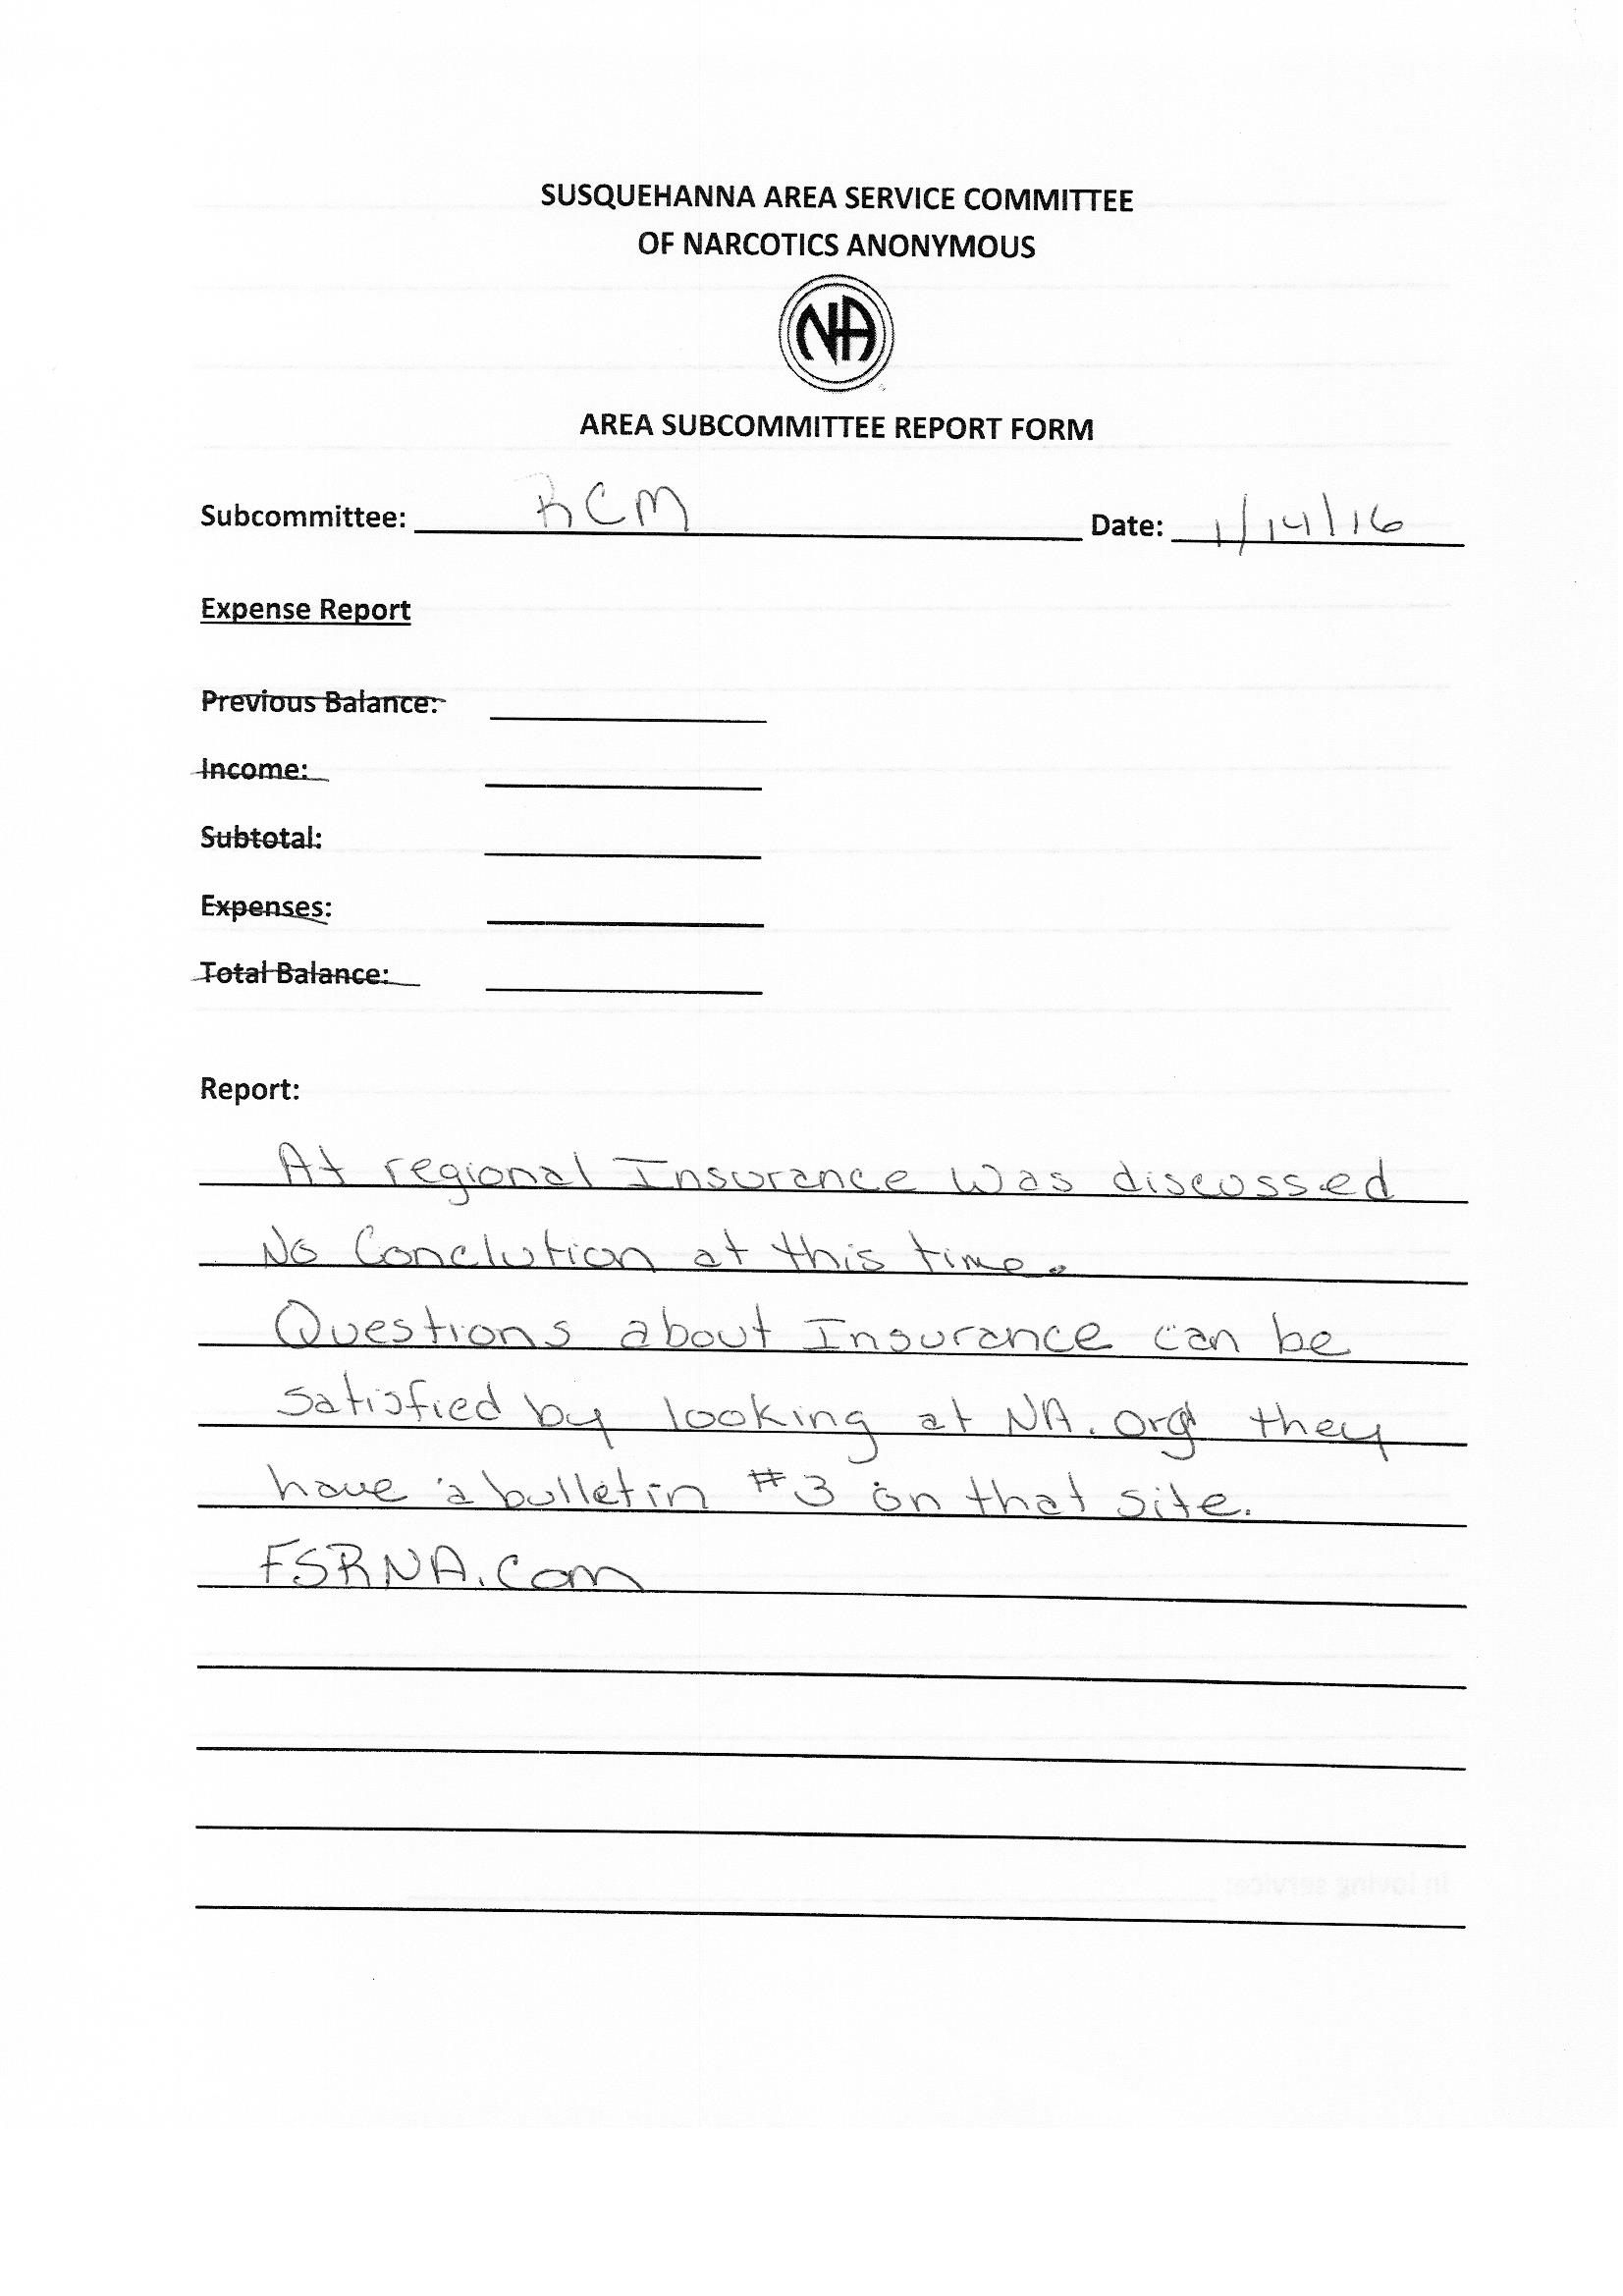 SUSQUEHANNA AREA SERVICE COMMITTEE
OF NARCOTICS ANONYMOUS
NA
AREA SUBCOMMITTEE REPORT FORM
Subcommittee: RCM Date: 1/14/16
Expense Report
Previous Balance:
Income:
Subtotal:
Expenses:
Total Balance:
Report:
At regional Insurance was discussed
No Conclution at this time.
Questions about Insurance can be
satisfied by looking at NA.org they
have a bulletin #3 on that site.
FSRNA.Com
In loving service: